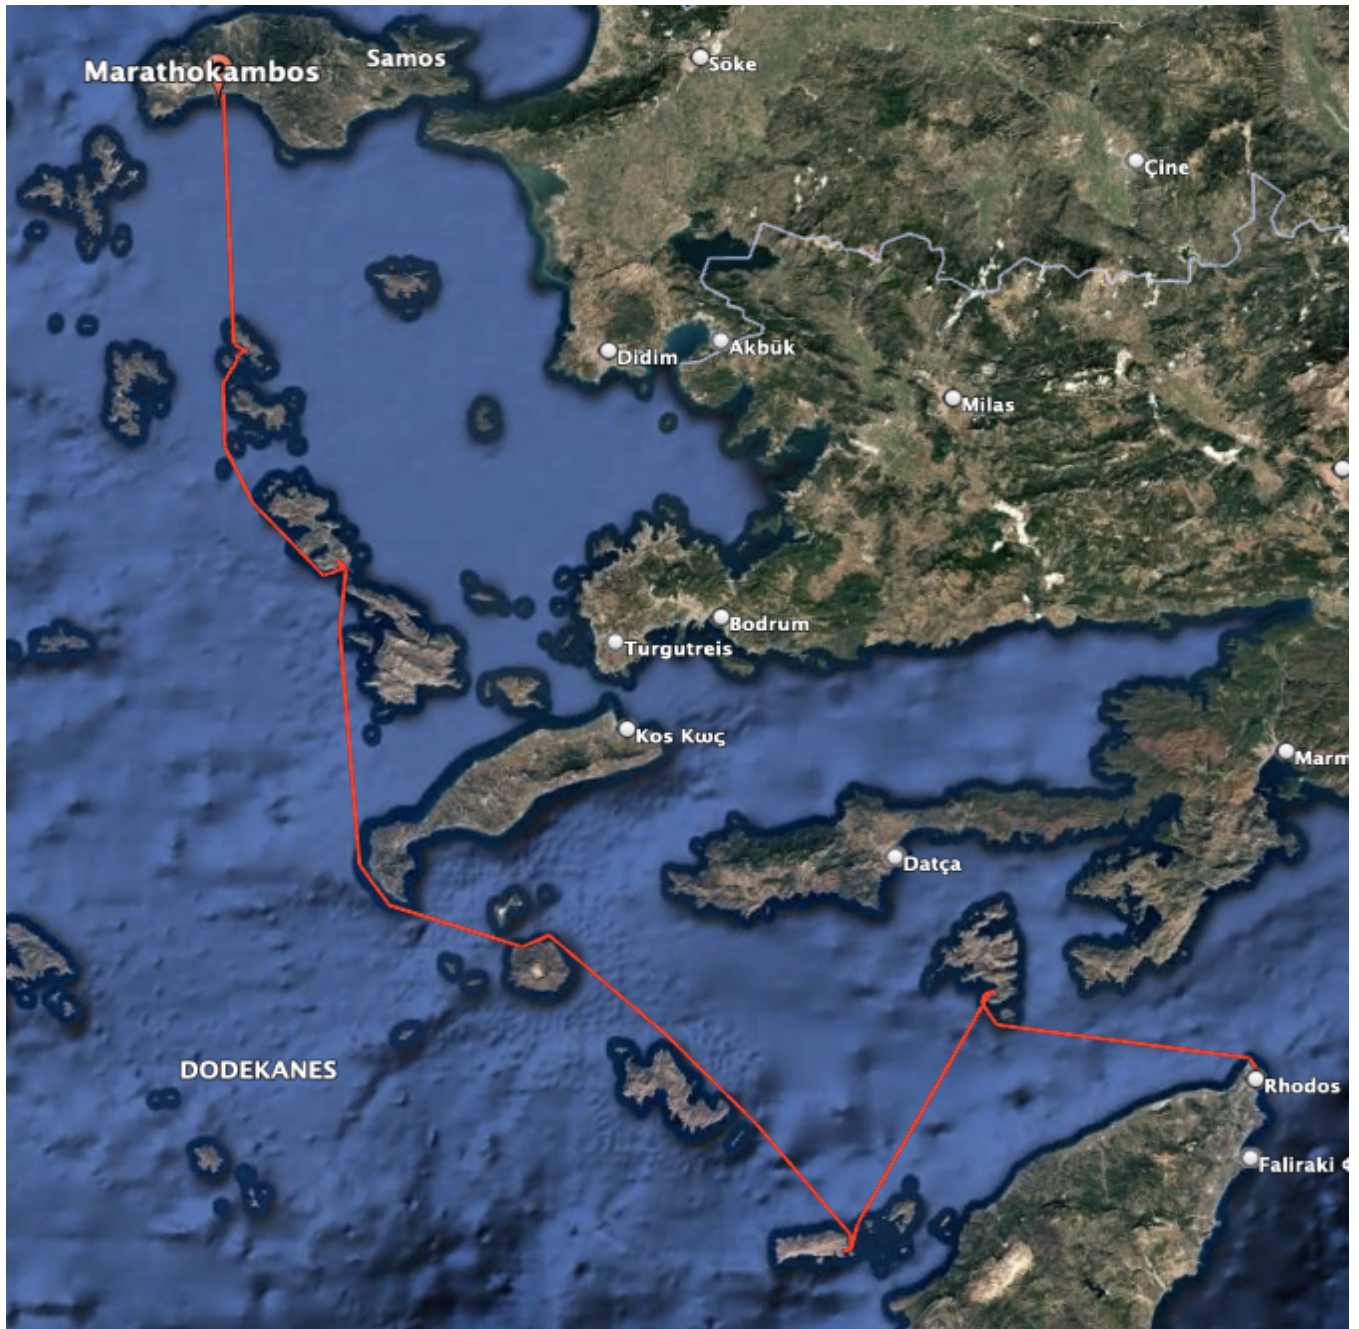 Samos
Marathokambos
Söke
Çine
Didim
Akbük
Milas
Bodrum
Turgutreis
Kos Κως
Marm
Datça
DODEKANES
Rhodos
Faliraki